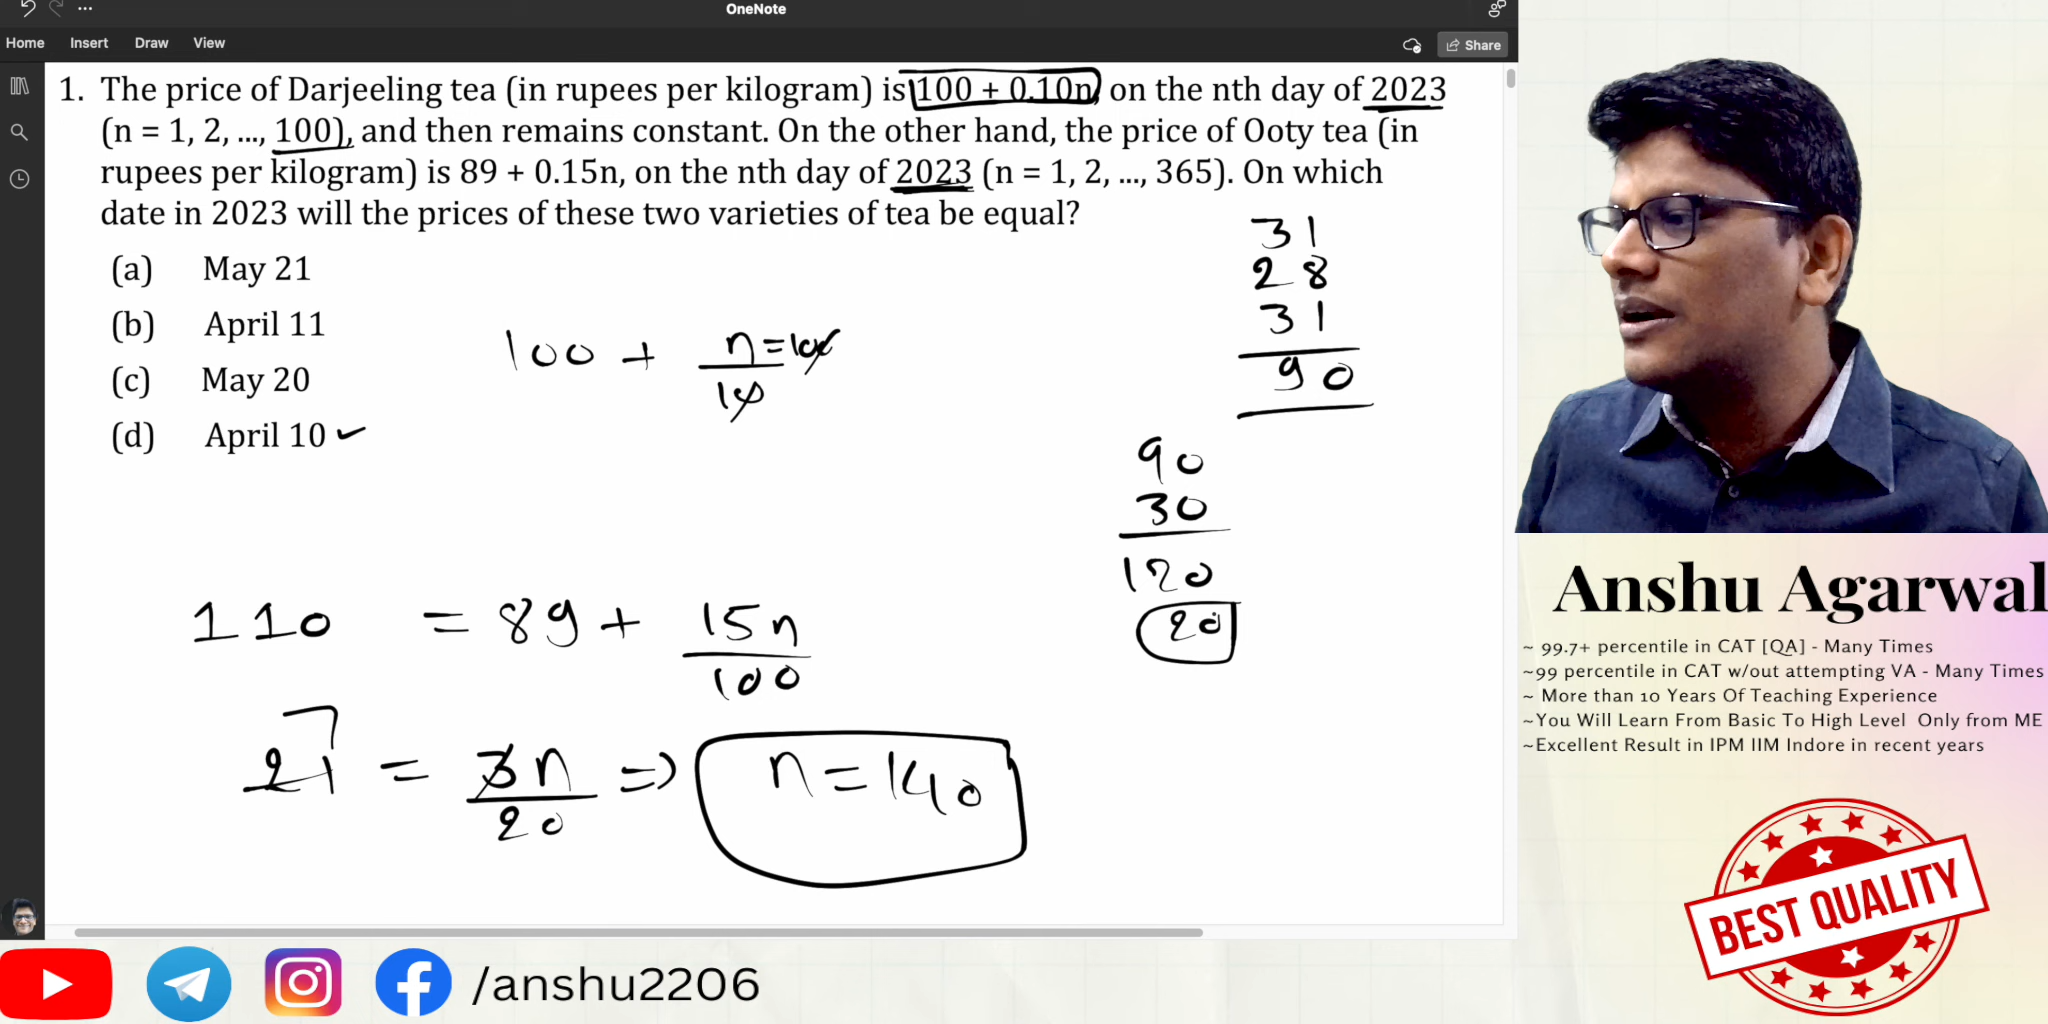 OneNote
Home Insert Draw View
Share
1. The price of Darjeeling tea (in rupees per kilogram) is 100 + 0.10n, on the nth day of 2023
(n = 1, 2, ..., 100), and then remains constant. On the other hand, the price of Ooty tea (in
rupees per kilogram) is 89 + 0.15n, on the nth day of 2023 (n = 1, 2, ..., 365). On which
date in 2023 will the prices of these two varieties of tea be equal?
(a) May 21
(b) April 11
(c) May 20
(d) April 10 ✓
100 + n=100
10
31
28
31
90
90
30
120
20
110 = 89 + 15n
100
7
21 = 3n ⇒ n=140
20
Anshu Agarwal
~ 99.7+ percentile in CAT [QA] - Many Times
~99 percentile in CAT w/out attempting VA - Many Times
~ More than 10 Years Of Teaching Experience
~You Will Learn From Basic To High Level Only from ME
~Excellent Result in IPM IIM Indore in recent years
BEST QUALITY
/anshu2206